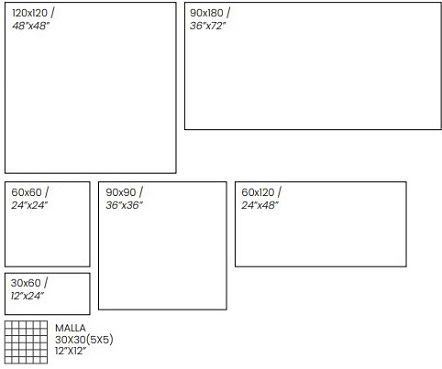 120x120 /
48"x48"
90x180 /
36"x72"
60x60 /
24"x24"
90x90 /
36"x36"
60x120 /
24"x48"
30x60 /
12"x24"
MALLA
30X30(5X5)
12"X12"